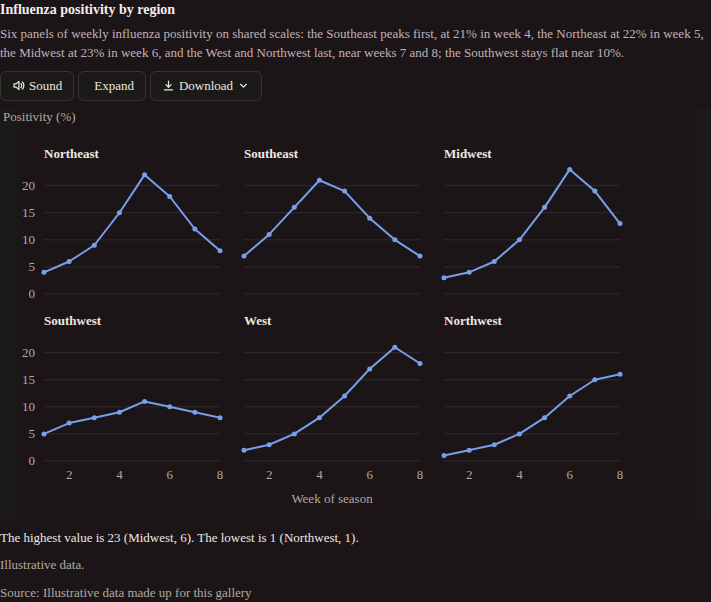 Influenza positivity by region
Six panels of weekly influenza positivity on shared scales: the Southeast peaks first, at 21% in week 4, the Northeast at 22% in week 5,
the Midwest at 23% in week 6, and the West and Northwest last, near weeks 7 and 8; the Southwest stays flat near 10%.
Sound Expand Download
Positivity (%)
Northeast Southeast Midwest
20
15
10
5
0
Southwest West Northwest
20
15
10
5
0
2 4 6 8 2 4 6 8 2 4 6 8
Week of season
The highest value is 23 (Midwest, 6). The lowest is 1 (Northwest, 1).
Illustrative data.
Source: Illustrative data made up for this gallery